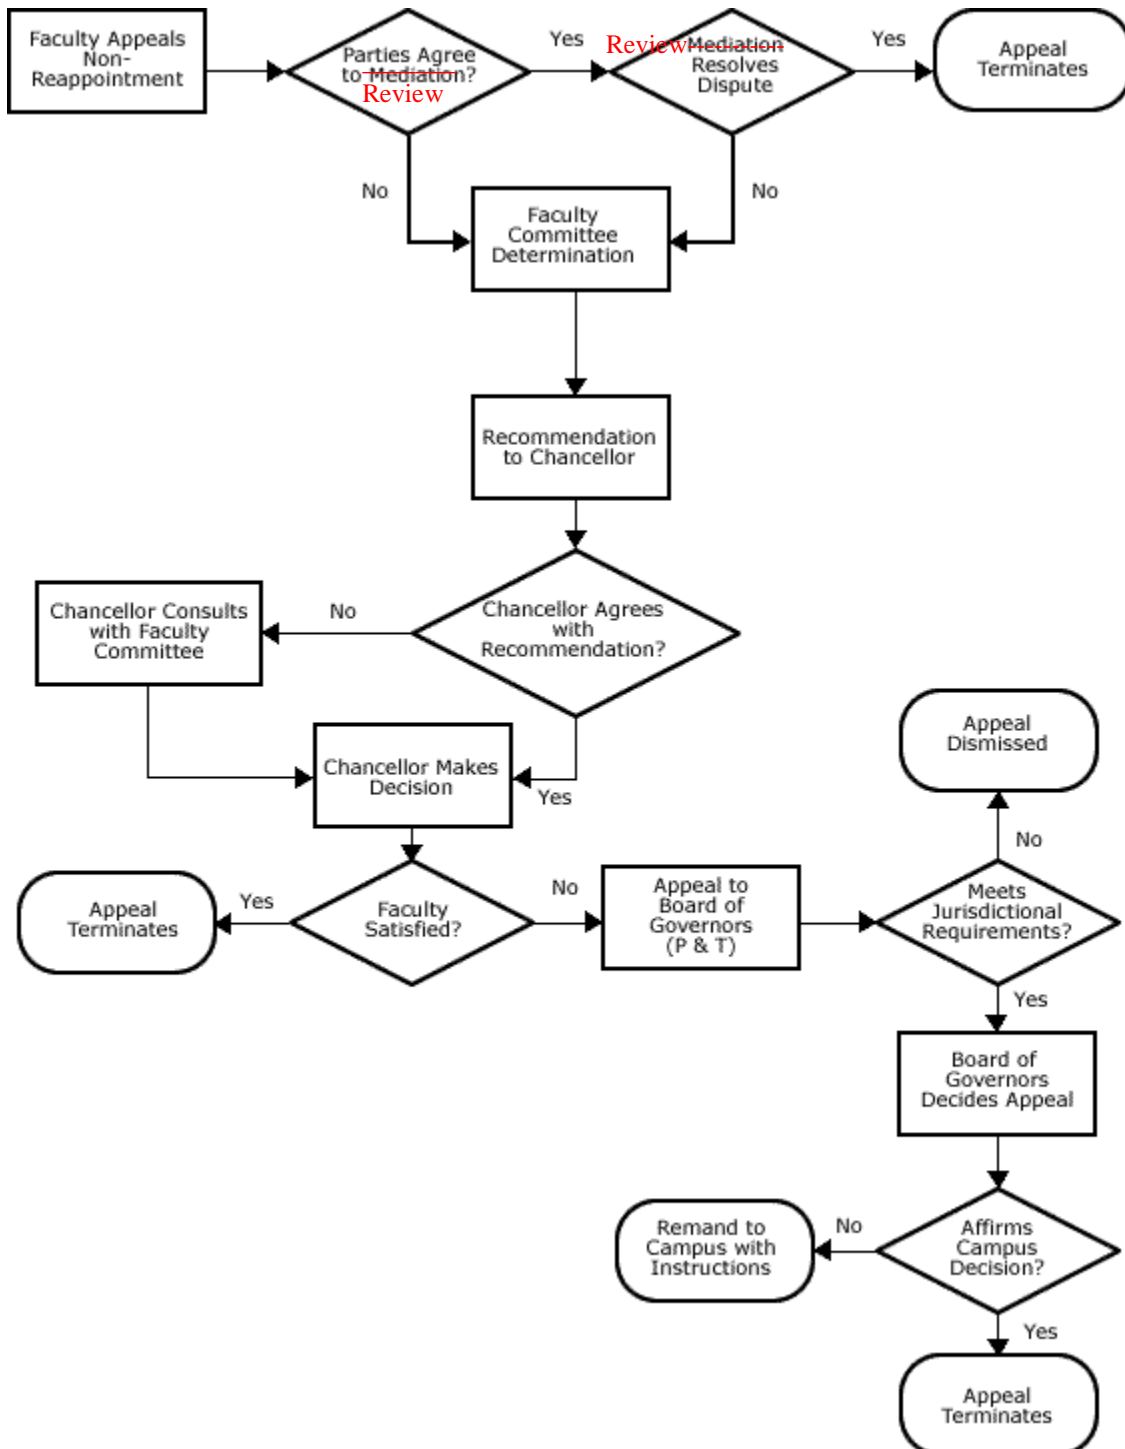 Faculty Appeals
Non-
Reappointment
Parties Agree
to Mediation?
Review
Yes
Review Mediation
Resolves
Dispute
Yes
Appeal
Terminates
No
No
Faculty
Committee
Determination
Recommendation
to Chancellor
Chancellor Agrees
with
Recommendation?
No
Chancellor Consults
with Faculty
Committee
Yes
Chancellor Makes
Decision
Faculty
Satisfied?
Yes
Appeal
Terminates
No
Appeal to
Board of
Governors
(P & T)
Meets
Jurisdictional
Requirements?
No
Appeal
Dismissed
Yes
Board of
Governors
Decides Appeal
Affirms
Campus
Decision?
No
Remand to
Campus with
Instructions
Yes
Appeal
Terminates